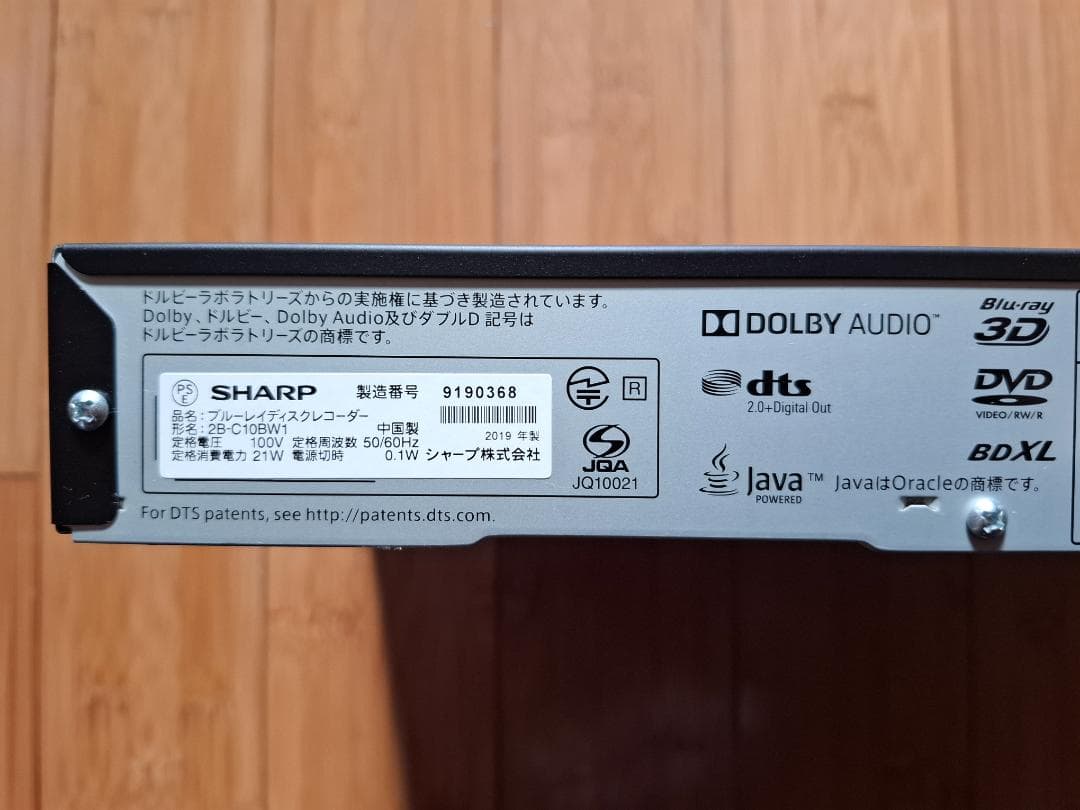 ドルビーラボラトリーズからの実施権に基づき製造されています。
Dolby、ドルビー、Dolby Audio及びダブルD 記号は
ドルビーラボラトリーズの商標です。
PS
E
SHARP 製造番号 9190368
品名：ブルーレイディスクレコーダー
形名：2B-C10BW1 中国製
定格電圧 100V 定格周波数 50/60Hz 2019 年製
定格消費電力 21W 電源切時 0.1W シャープ株式会社
R
JQA
JQ10021
For DTS patents, see http://patents.dts.com.
DOLBY AUDIO™
Blu-ray
3D
dts
2.0+Digital Out
DVD
VIDEO/RW/R
BDXL
Java™
POWERED
JavaはOracleの商標です。